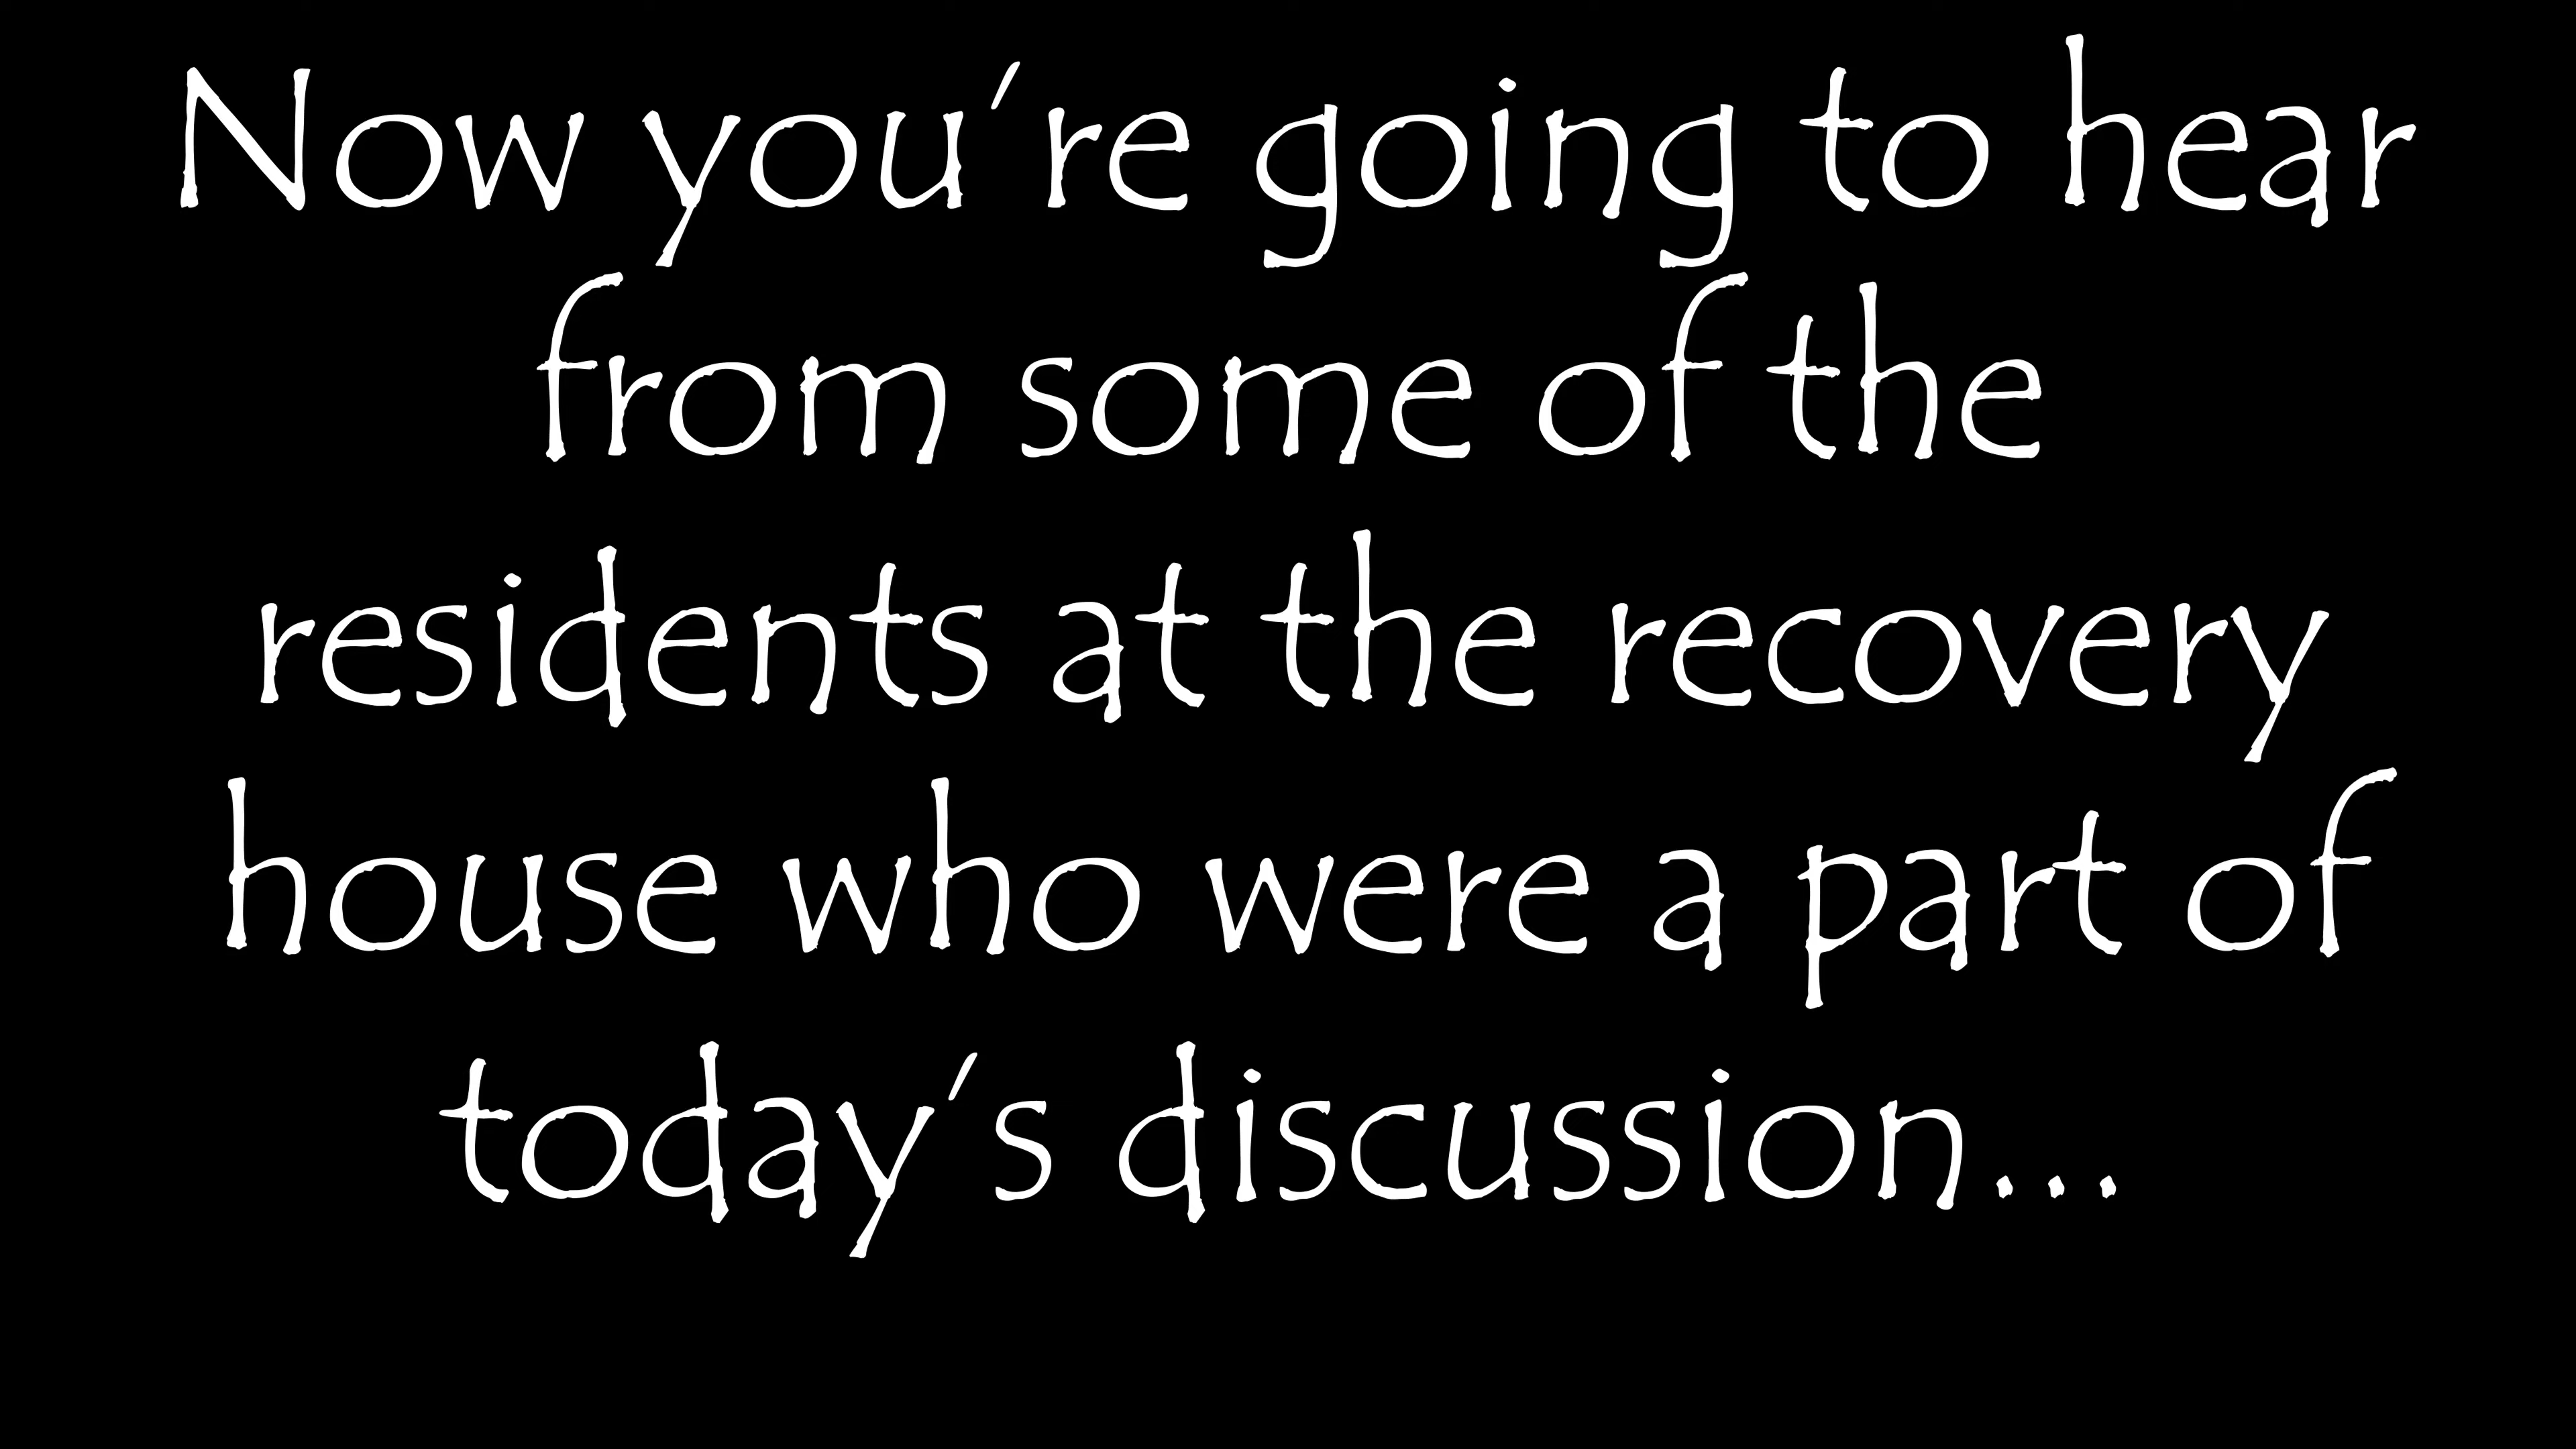 Now you're going to hear
from some of the
residents at the recovery
house who were a part of
today's discussion...